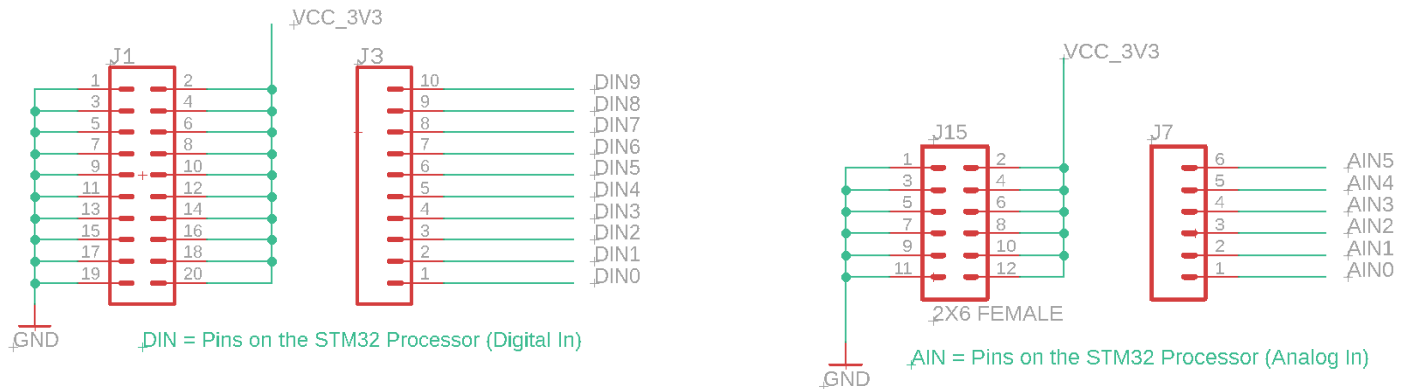 VCC_3V3
J1
J3
1 2
3 4
5 6
7 8
9 10
11 12
13 14
15 16
17 18
19 20
10 DIN9
9 DIN8
8 DIN7
7 DIN6
6 DIN5
5 DIN4
4 DIN3
3 DIN2
2 DIN1
1 DIN0
GND
DIN = Pins on the STM32 Processor (Digital In)
VCC_3V3
J15
J7
1 2
3 4
5 6
7 8
9 10
11 12
6 AIN5
5 AIN4
4 AIN3
3 AIN2
2 AIN1
1 AIN0
2X6 FEMALE
GND
AIN = Pins on the STM32 Processor (Analog In)